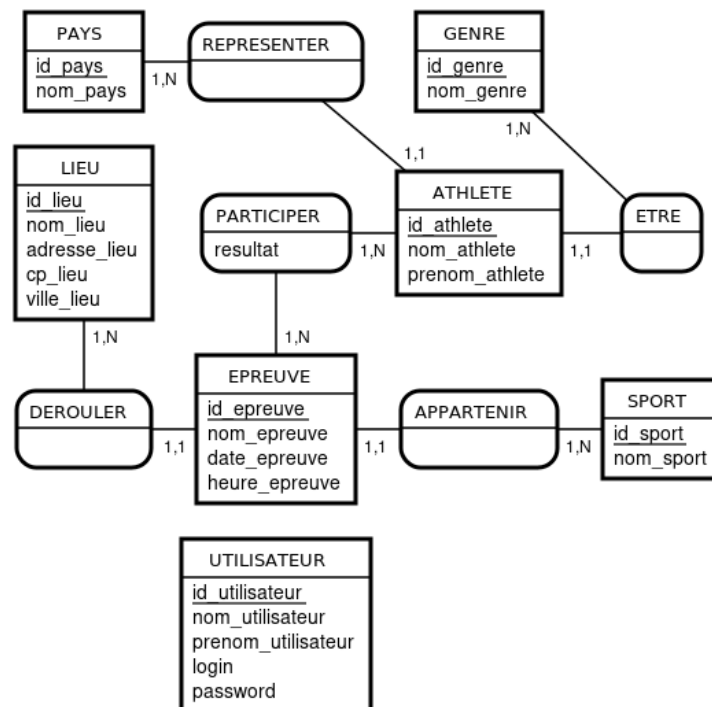 PAYS
id_pays
nom_pays
1,N
REPRESENTER
GENRE
id_genre
nom_genre
1,N
1,1
LIEU
id_lieu
nom_lieu
adresse_lieu
cp_lieu
ville_lieu
1,N
PARTICIPER
resultat
1,N
ATHLETE
id_athlete
nom_athlete
prenom_athlete
1,1
ETRE
1,N
DEROULER
1,1
EPREUVE
id_epreuve
nom_epreuve
date_epreuve
heure_epreuve
1,1
APPARTENIR
1,N
SPORT
id_sport
nom_sport
UTILISATEUR
id_utilisateur
nom_utilisateur
prenom_utilisateur
login
password